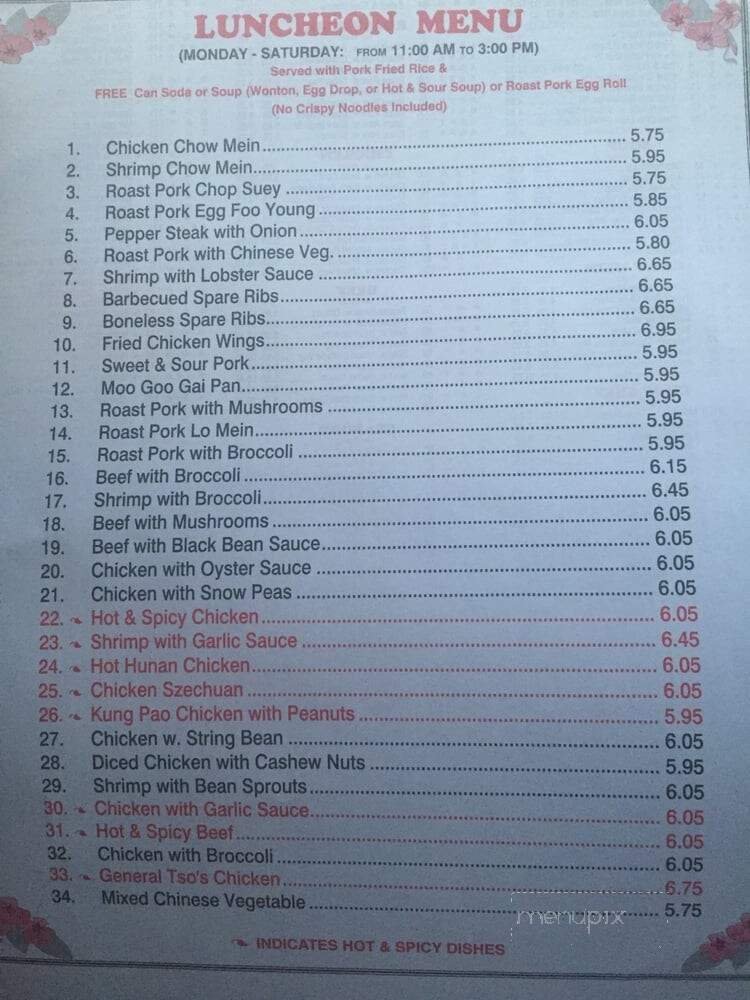 LUNCHEON MENU
(MONDAY - SATURDAY: FROM 11:00 AM TO 3:00 PM)
Served with Pork Fried Rice &
FREE Can Soda or Soup (Wonton, Egg Drop, or Hot & Sour Soup) or Roast Pork Egg Roll
(No Crispy Noodles Included)
1. Chicken Chow Mein 5.75
2. Shrimp Chow Mein 5.95
3. Roast Pork Chop Suey 5.75
4. Roast Pork Egg Foo Young 5.85
5. Pepper Steak with Onion 6.05
6. Roast Pork with Chinese Veg. 5.80
7. Shrimp with Lobster Sauce 6.65
8. Barbecued Spare Ribs 6.65
9. Boneless Spare Ribs 6.65
10. Fried Chicken Wings 6.95
11. Sweet & Sour Pork 5.95
12. Moo Goo Gai Pan 5.95
13. Roast Pork with Mushrooms 5.95
14. Roast Pork Lo Mein 5.95
15. Roast Pork with Broccoli 5.95
16. Beef with Broccoli 6.15
17. Shrimp with Broccoli 6.45
18. Beef with Mushrooms 6.05
19. Beef with Black Bean Sauce 6.05
20. Chicken with Oyster Sauce 6.05
21. Chicken with Snow Peas 6.05
22. Hot & Spicy Chicken 6.05
23. Shrimp with Garlic Sauce 6.45
24. Hot Hunan Chicken 6.05
25. Chicken Szechuan 6.05
26. Kung Pao Chicken with Peanuts 5.95
27. Chicken w. String Bean 6.05
28. Diced Chicken with Cashew Nuts 5.95
29. Shrimp with Bean Sprouts 6.05
30. Chicken with Garlic Sauce 6.05
31. Hot & Spicy Beef 6.05
32. Chicken with Broccoli 6.05
33. General Tso's Chicken 6.75
34. Mixed Chinese Vegetable 5.75
menupix
INDICATES HOT & SPICY DISHES